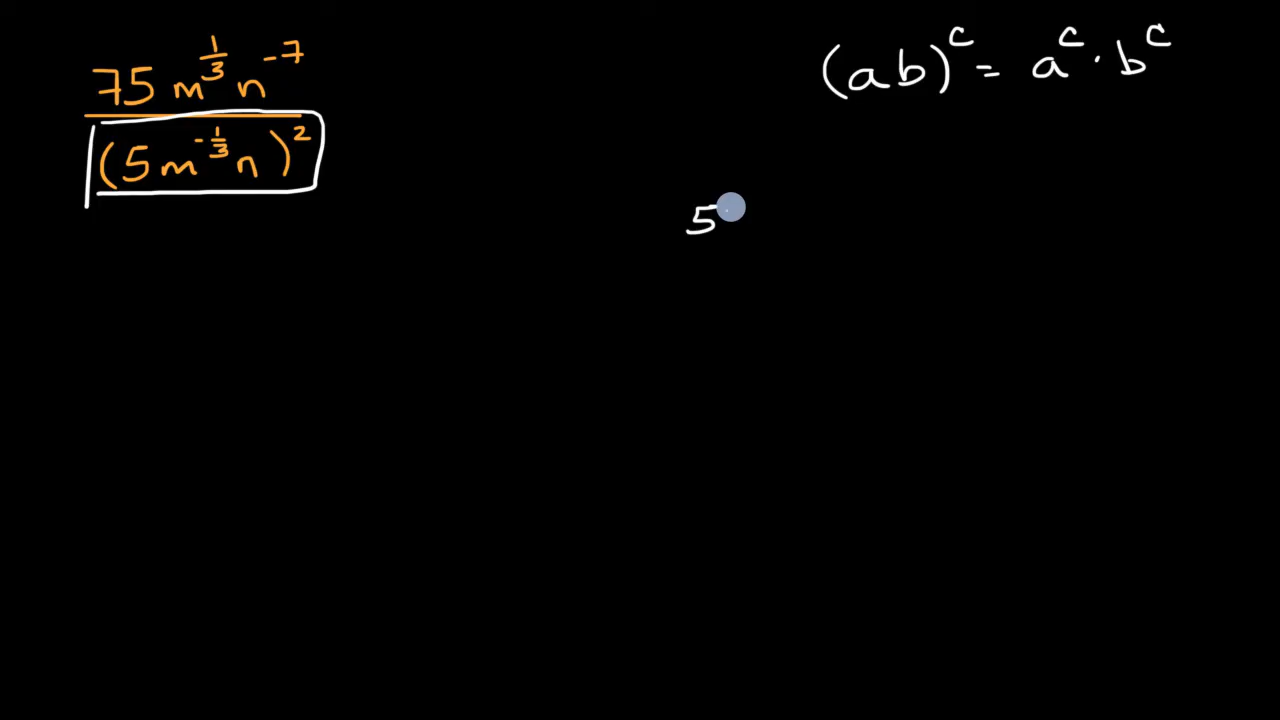 75 m^{1/3} n^{-7}
(5 m^{-1/3} n)^2
(ab)^c = a^c · b^c
5